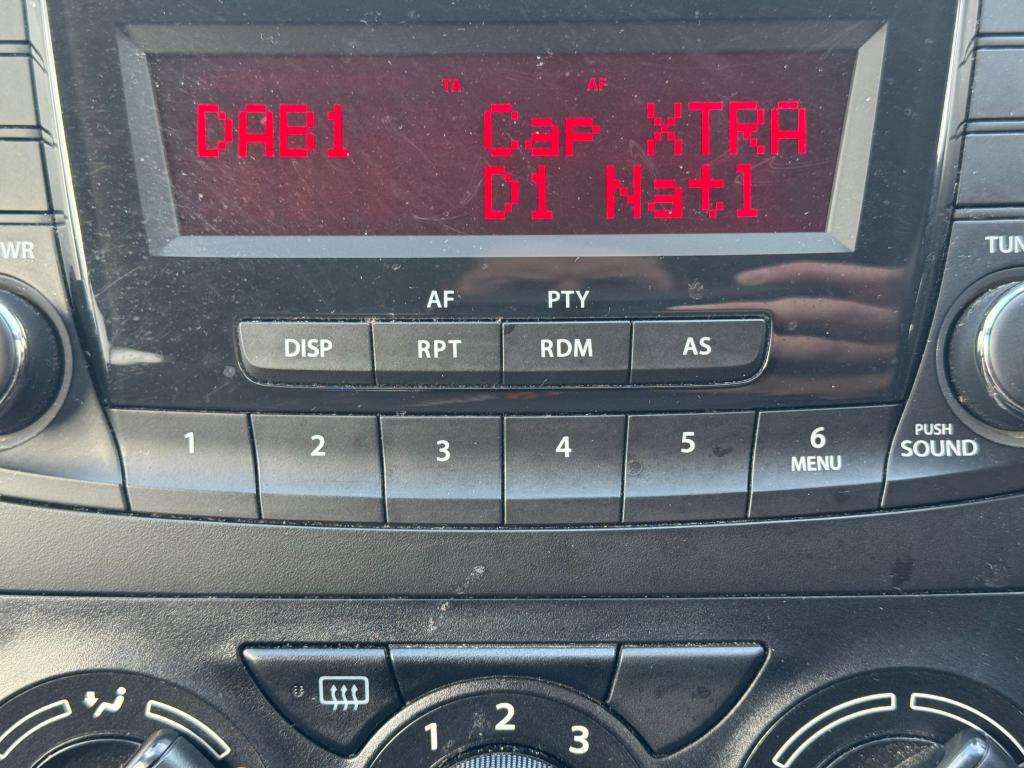 TA AF
DAB1 Cap XTRA
D1 Natl
WR
TUN
AF PTY
DISP RPT RDM AS
1 2 3 4 5 6
MENU
PUSH
SOUND
1 2 3